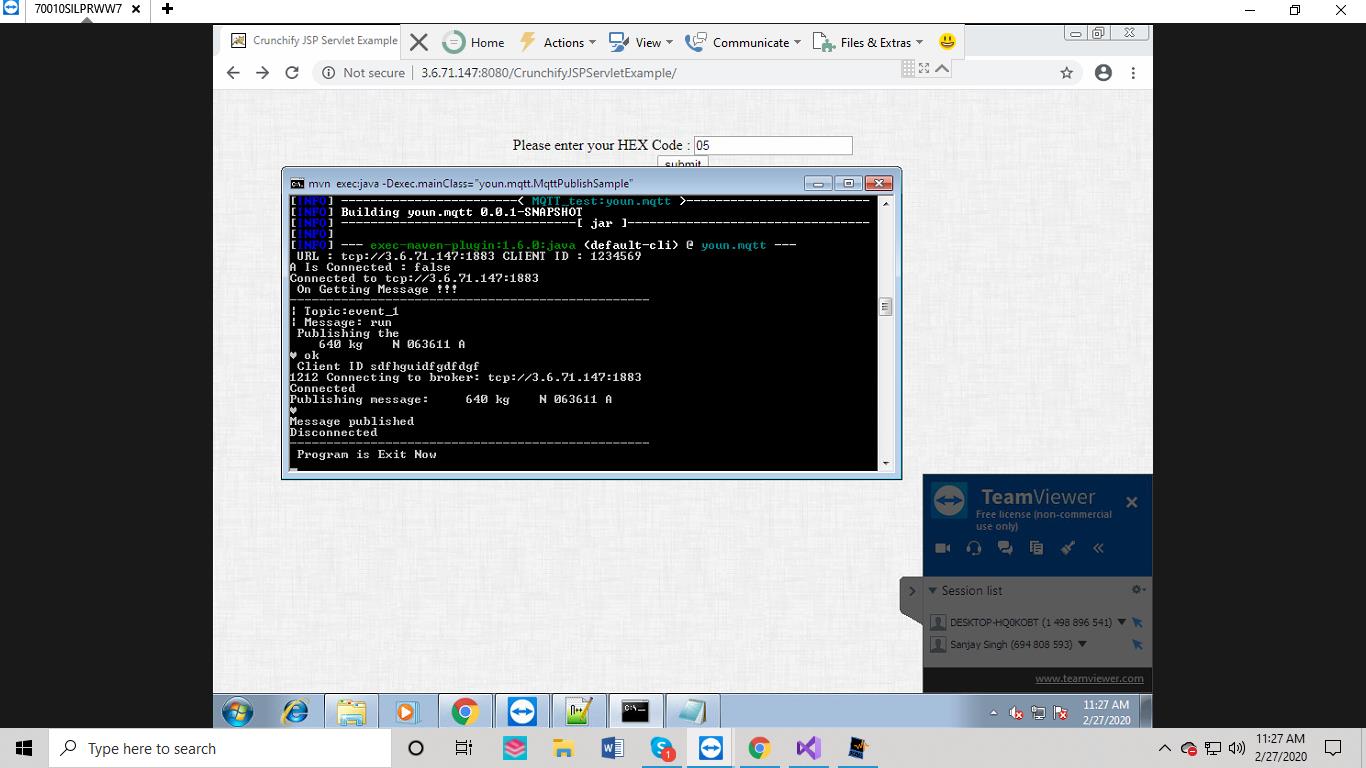 70010SILPRWW7
Crunchify JSP Servlet Example
Home
Actions
View
Communicate
Files & Extras
Not secure | 3.6.71.147:8080/CrunchifyJSPServletExample/
Please enter your HEX Code : 05
submit
mvn exec:java -Dexec.mainClass="youn.mqtt.MqttPublishSample"
[INFO] ------------------------< MQTT_test:youn.mqtt >-------------------------
[INFO] Building youn.mqtt 0.0.1-SNAPSHOT
[INFO] --------------------------------[ jar ]---------------------------------
[INFO]
[INFO] --- exec-maven-plugin:1.6.0:java (default-cli) @ youn.mqtt ---
URL : tcp://3.6.71.147:1883 CLIENT ID : 1234569
A Is Connected : false
Connected to tcp://3.6.71.147:1883
On Getting Message !!!
-------------------------------------------------
| Topic:event_1
| Message: run
Publishing the
640 kg N 063611 A
♥ ok
Client ID sdfhguidfgdfdgf
1212 Connecting to broker: tcp://3.6.71.147:1883
Connected
Publishing message: 640 kg N 063611 A
♥
Message published
Disconnected
-------------------------------------------------
Program is Exit Now
TeamViewer
Free license (non-commercial
use only)
Session list
DESKTOP-HQ0KOBT (1 498 896 541)
Sanjay Singh (694 808 593)
www.teamviewer.com
11:27 AM
2/27/2020
Type here to search
1
11:27 AM
2/27/2020